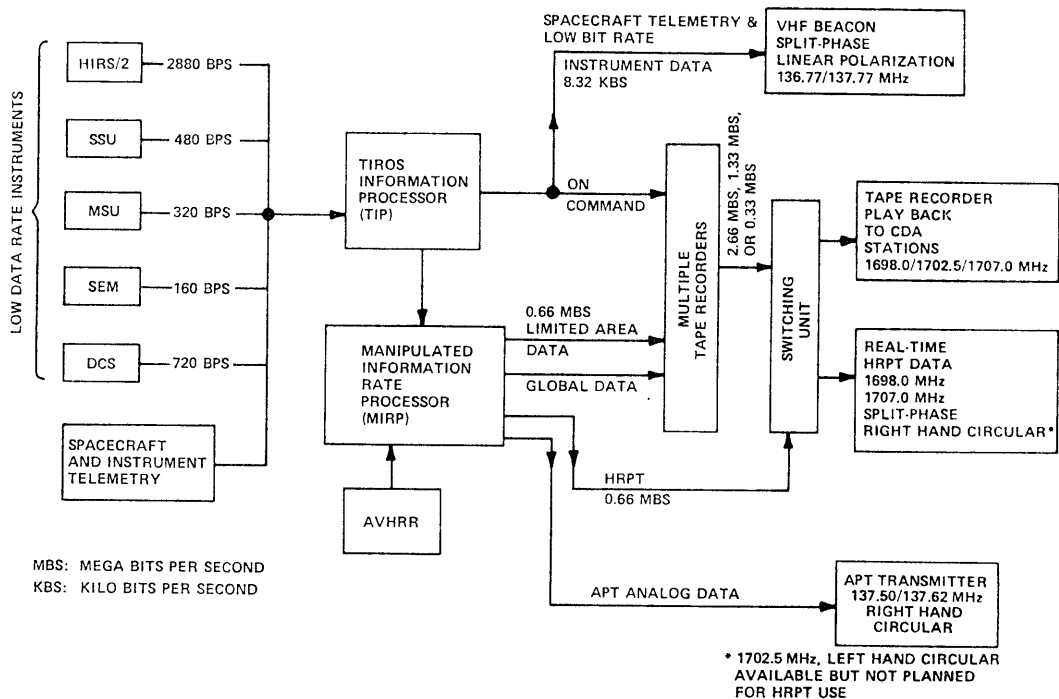 LOW DATA RATE INSTRUMENTS
HIRS/2
2880 BPS
SSU
480 BPS
MSU
320 BPS
SEM
160 BPS
DCS
720 BPS
SPACECRAFT
AND INSTRUMENT
TELEMETRY
TIROS
INFORMATION
PROCESSOR
(TIP)
MANIPULATED
INFORMATION
RATE
PROCESSOR
(MIRP)
AVHRR
SPACECRAFT TELEMETRY &
LOW BIT RATE
INSTRUMENT DATA
8.32 KBS
ON
COMMAND
0.66 MBS
LIMITED AREA
DATA
GLOBAL DATA
HRPT
0.66 MBS
APT ANALOG DATA
MULTIPLE
TAPE RECORDERS
2.66 MBS, 1.33 MBS,
OR 0.33 MBS
SWITCHING
UNIT
VHF BEACON
SPLIT-PHASE
LINEAR POLARIZATION
136.77/137.77 MHz
TAPE RECORDER
PLAY BACK
TO CDA
STATIONS
1698.0/1702.5/1707.0 MHz
REAL-TIME
HRPT DATA
1698.0 MHz
1707.0 MHz
SPLIT-PHASE
RIGHT HAND CIRCULAR*
APT TRANSMITTER
137.50/137.62 MHz
RIGHT HAND
CIRCULAR
MBS: MEGA BITS PER SECOND
KBS: KILO BITS PER SECOND
* 1702.5 MHz, LEFT HAND CIRCULAR
AVAILABLE BUT NOT PLANNED
FOR HRPT USE